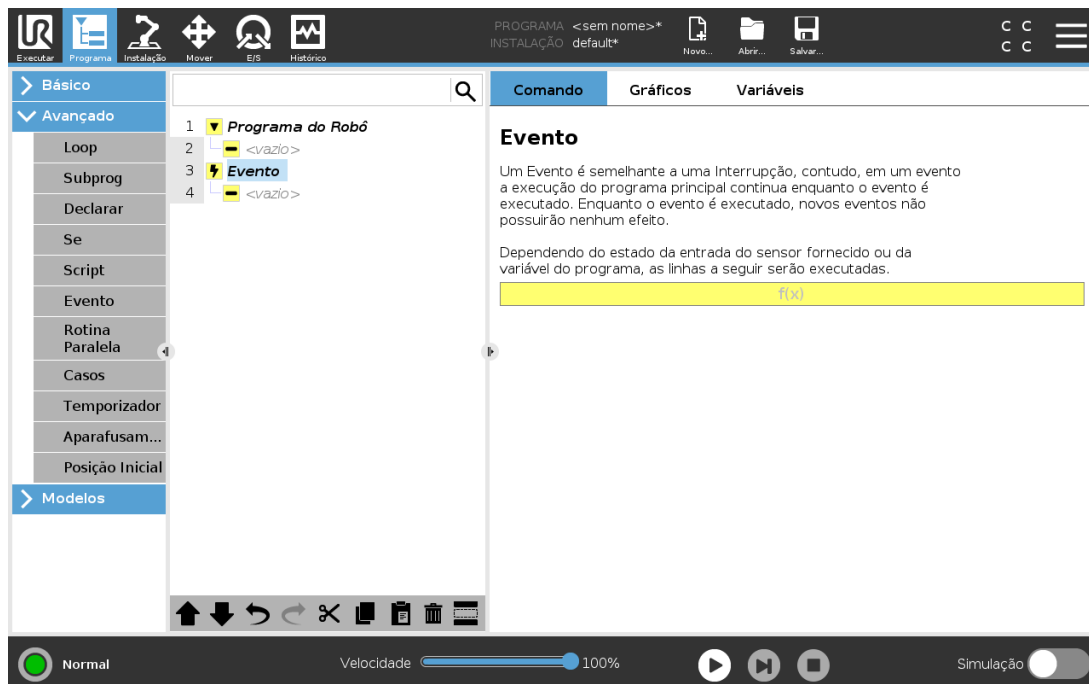 PROGRAMA <sem nome>*
INSTALAÇÃO default*
UR
Executar
Programa
Instalação
Mover
E/S
Histórico
Novo...
Abrir...
Salvar...
C C
C C
Básico
Avançado
Loop
Subprog
Declarar
Se
Script
Evento
Rotina
Paralela
Casos
Temporizador
Aparafusam...
Posição Inicial
Modelos
1 Programa do Robô
2 <vazio>
3 Evento
4 <vazio>
Comando Gráficos Variáveis
Evento
Um Evento é semelhante a uma Interrupção, contudo, em um evento
a execução do programa principal continua enquanto o evento é
executado. Enquanto o evento é executado, novos eventos não
possuirão nenhum efeito.
Dependendo do estado da entrada do sensor fornecido ou da
variável do programa, as linhas a seguir serão executadas.
f(x)
Normal
Velocidade 100%
Simulação